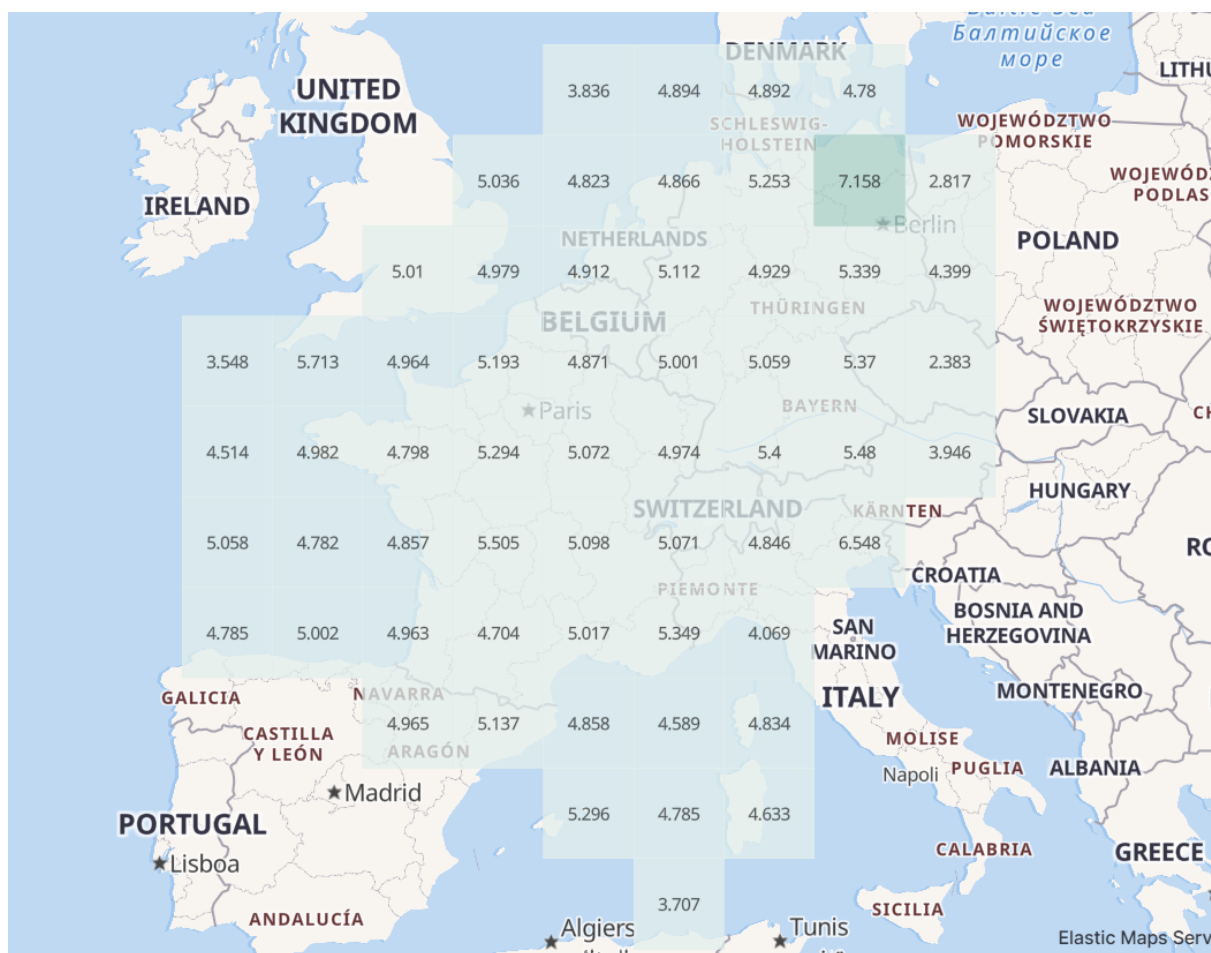 Baltic Sea
Балтийское
море
DENMARK
LITHU
UNITED
KINGDOM
3.836 4.894 4.892 4.78
SCHLESWIG-
HOLSTEIN
WOJEWÓDZTWO
POMORSKIE
WOJEWÓDZ
PODLAS
IRELAND
5.036 4.823 4.866 5.253 7.158 2.817
Berlin
NETHERLANDS
POLAND
5.01 4.979 4.912 5.112 4.929 5.339 4.399
THÜRINGEN
WOJEWÓDZTWO
ŚWIĘTOKRZYSKIE
BELGIUM
3.548 5.713 4.964 5.193 4.871 5.001 5.059 5.37 2.383
Paris
BAYERN
SLOVAKIA
CH
4.514 4.982 4.798 5.294 5.072 4.974 5.4 5.48 3.946
HUNGARY
SWITZERLAND
KÄRNTEN
5.058 4.782 4.857 5.505 5.098 5.071 4.846 6.548
RO
CROATIA
PIEMONTE
BOSNIA AND
HERZEGOVINA
SAN
MARINO
4.785 5.002 4.963 4.704 5.017 5.349 4.069
GALICIA
NAVARRA
ITALY
MONTENEGRO
CASTILLA
Y LEÓN
4.965 5.137 4.858 4.589 4.834
ARAGÓN
MOLISE
Napoli
PUGLIA
ALBANIA
Madrid
PORTUGAL
5.296 4.785 4.633
Lisboa
CALABRIA
GREECE
ANDALUCÍA
3.707
SICILIA
Algiers
Tunis
Elastic Maps Serv